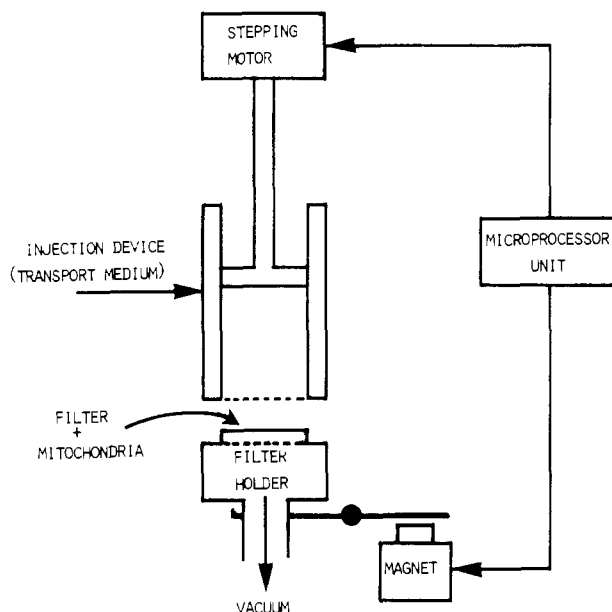 STEPPING
MOTOR
INJECTION DEVICE
(TRANSPORT MEDIUM)
MICROPROCESSOR
UNIT
FILTER
+
MITOCHONDRIA
FILTER
HOLDER
MAGNET
VACUUM